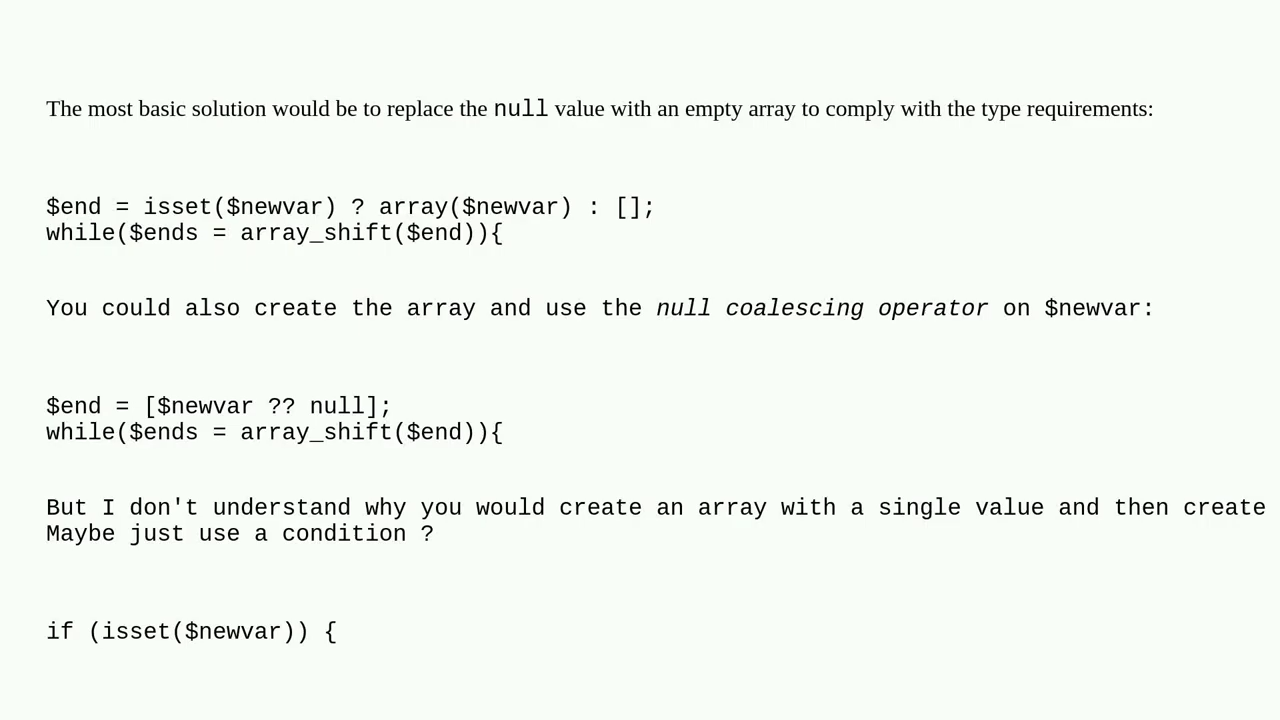 The most basic solution would be to replace the null value with an empty array to comply with the type requirements:
$end = isset($newvar) ? array($newvar) : [];
while($ends = array_shift($end)){
You could also create the array and use the null coalescing operator on $newvar:
$end = [$newvar ?? null];
while($ends = array_shift($end)){
But I don't understand why you would create an array with a single value and then create
Maybe just use a condition ?
if (isset($newvar)) {